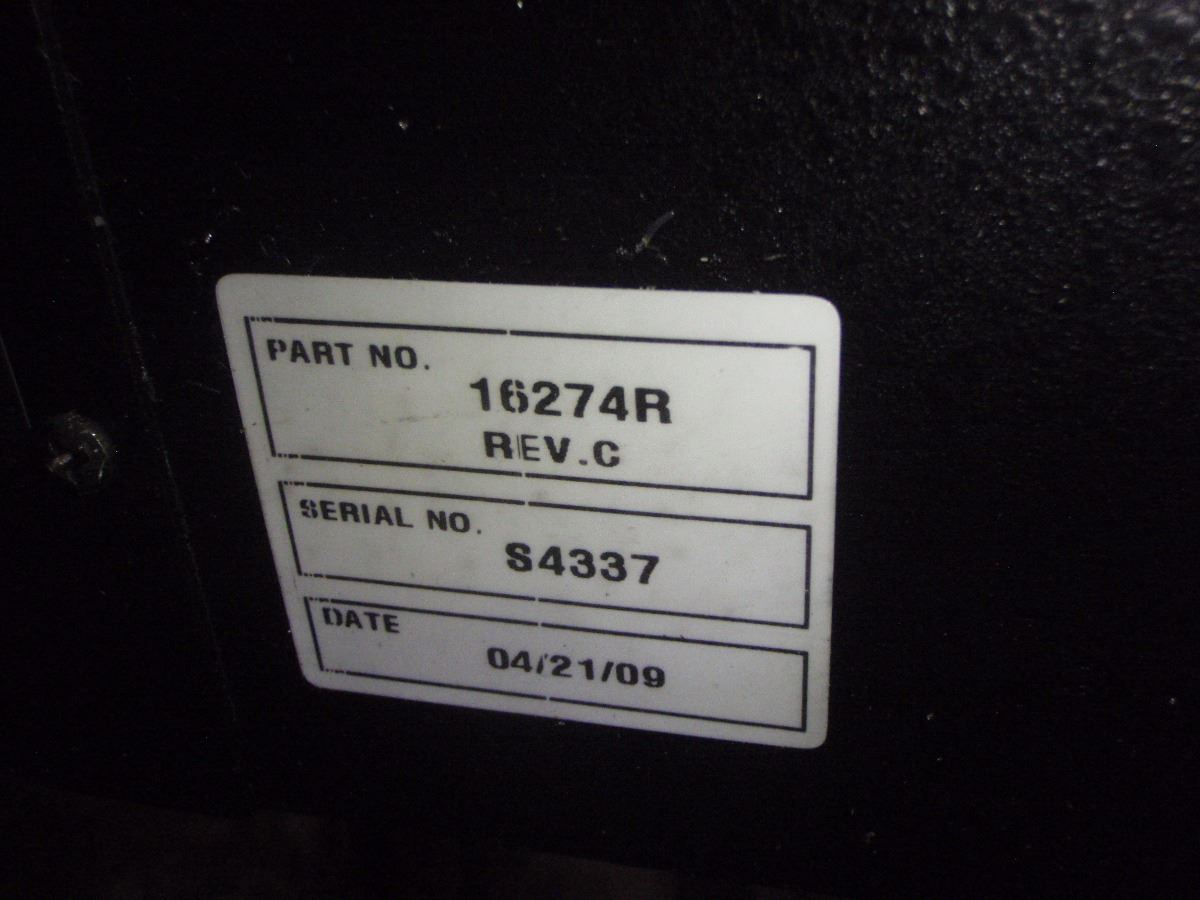 PART NO.
16274R
REV.C
SERIAL NO.
S4337
DATE
04/21/09